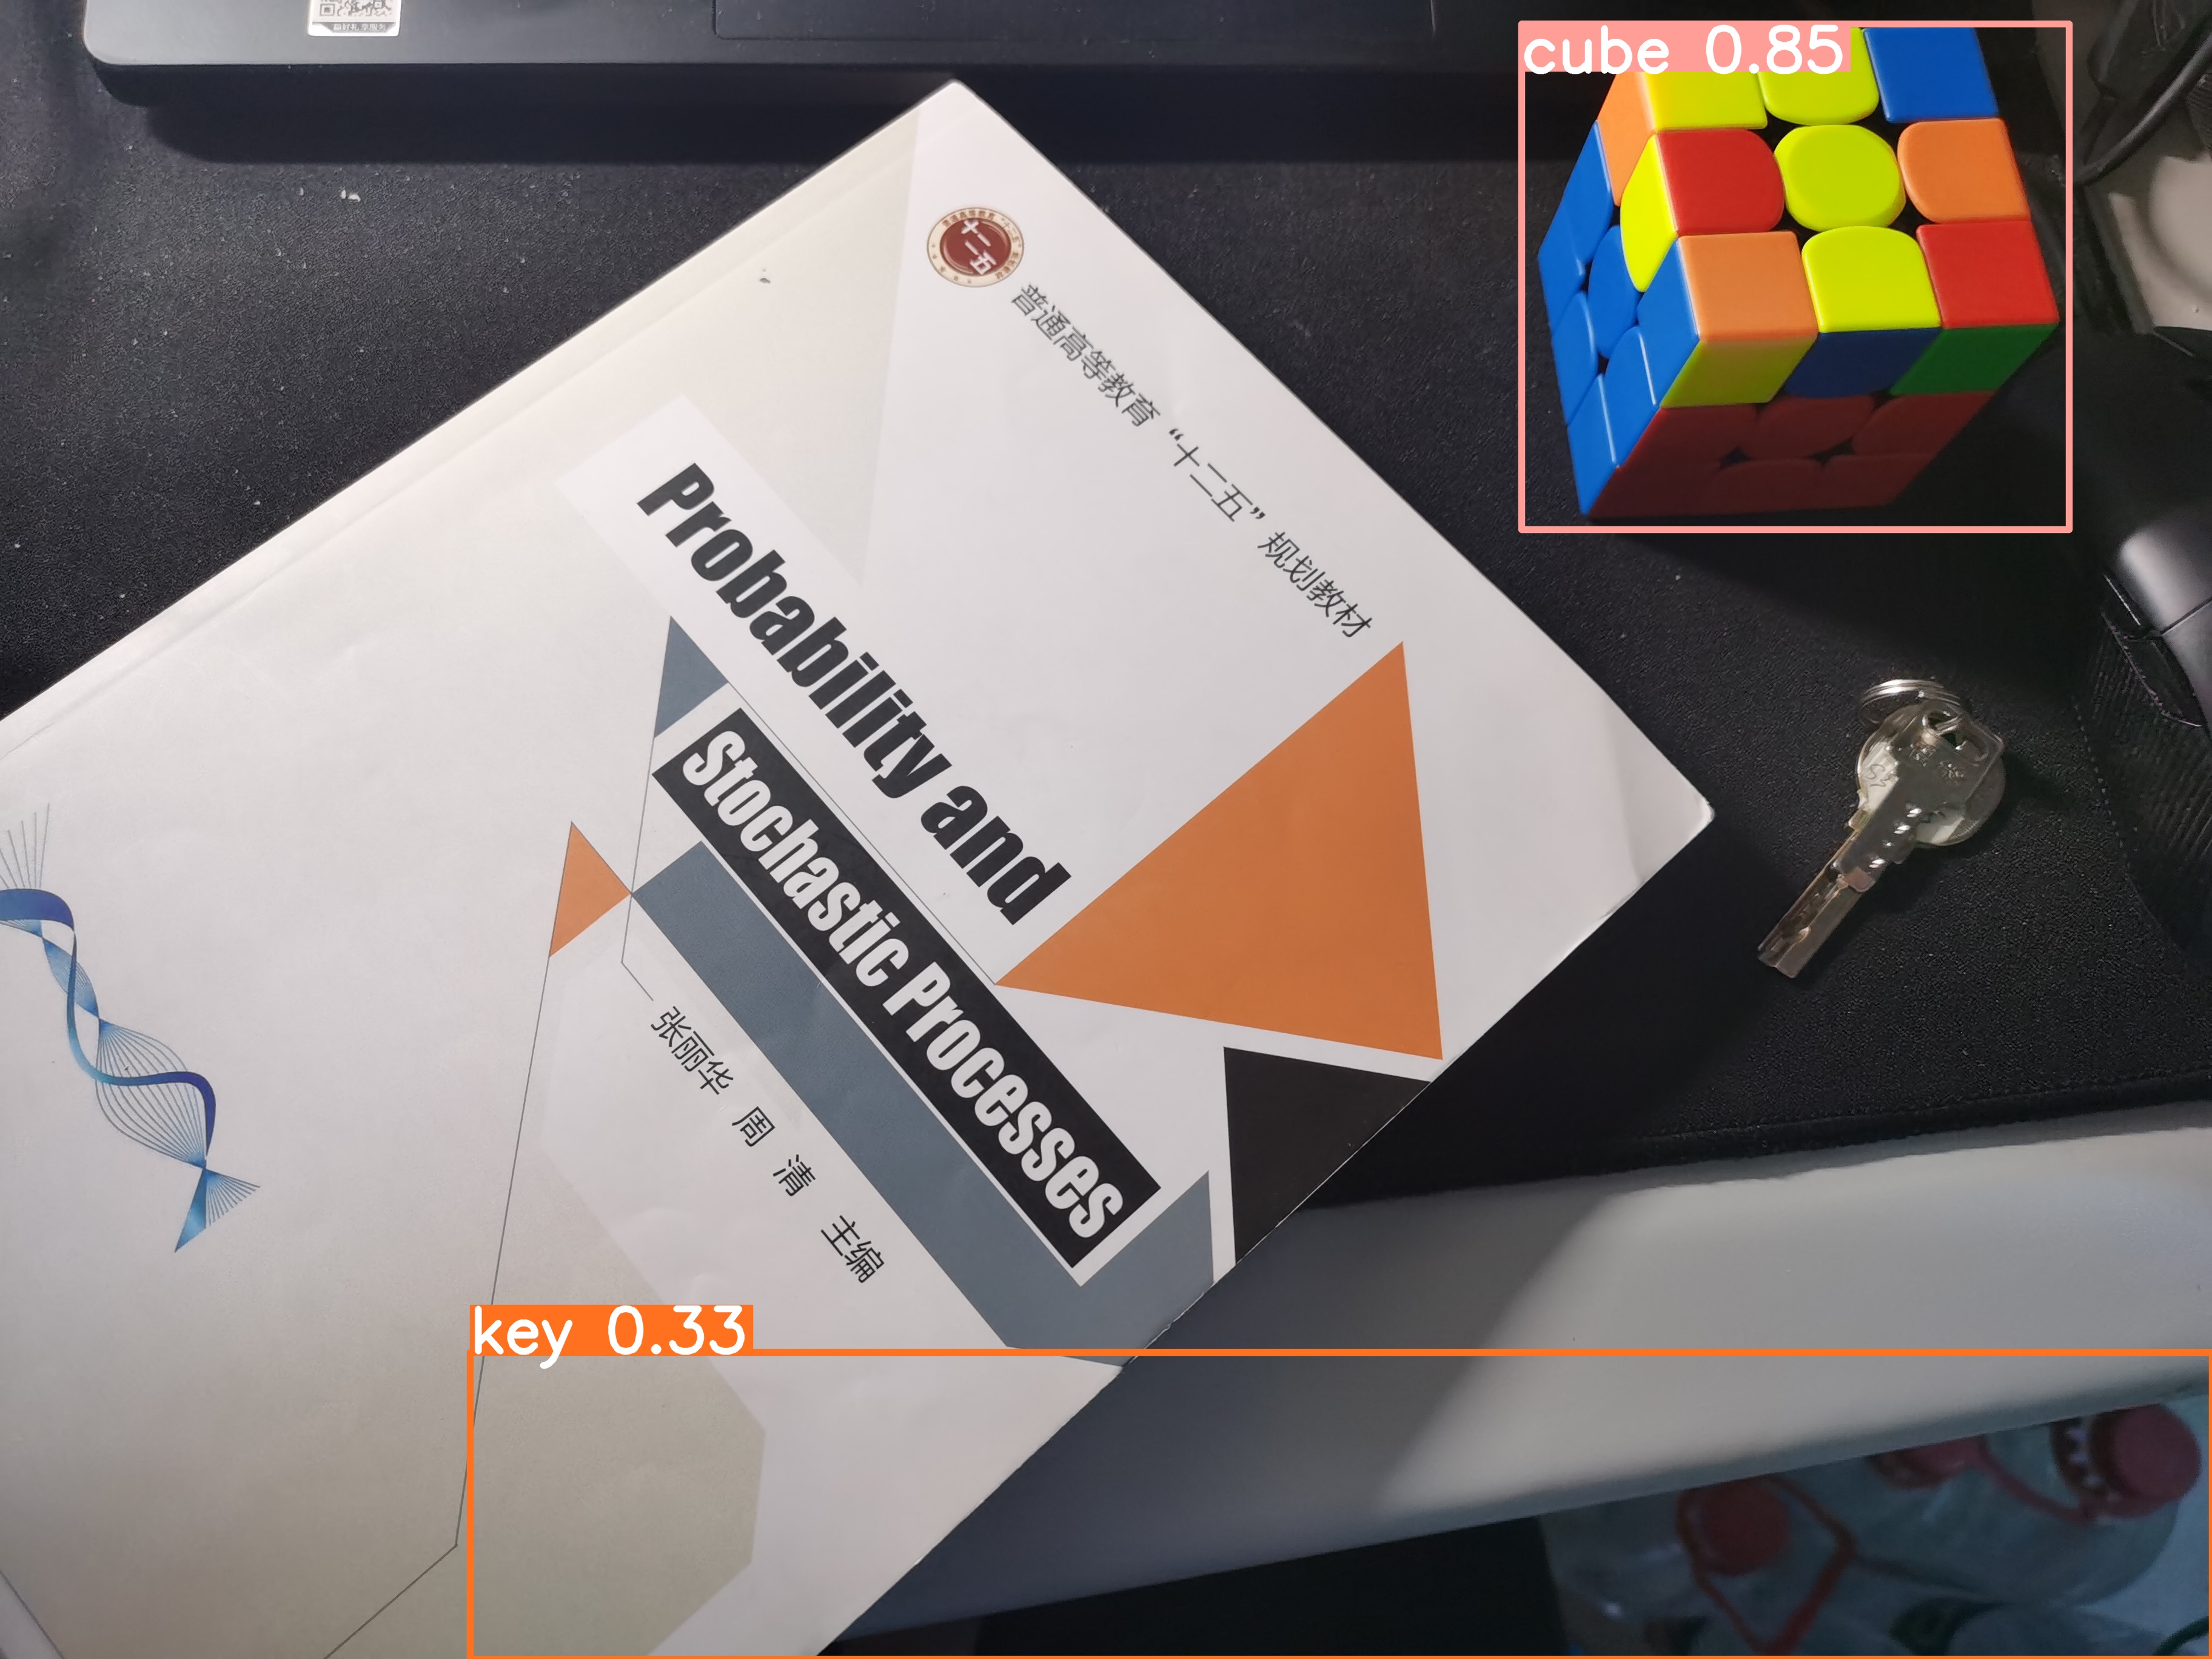 cube 0.85
十二五
普通高等教育“十二五”规划教材
Probability and
Stochastic Processes
张丽华 周 清 主编
key 0.33